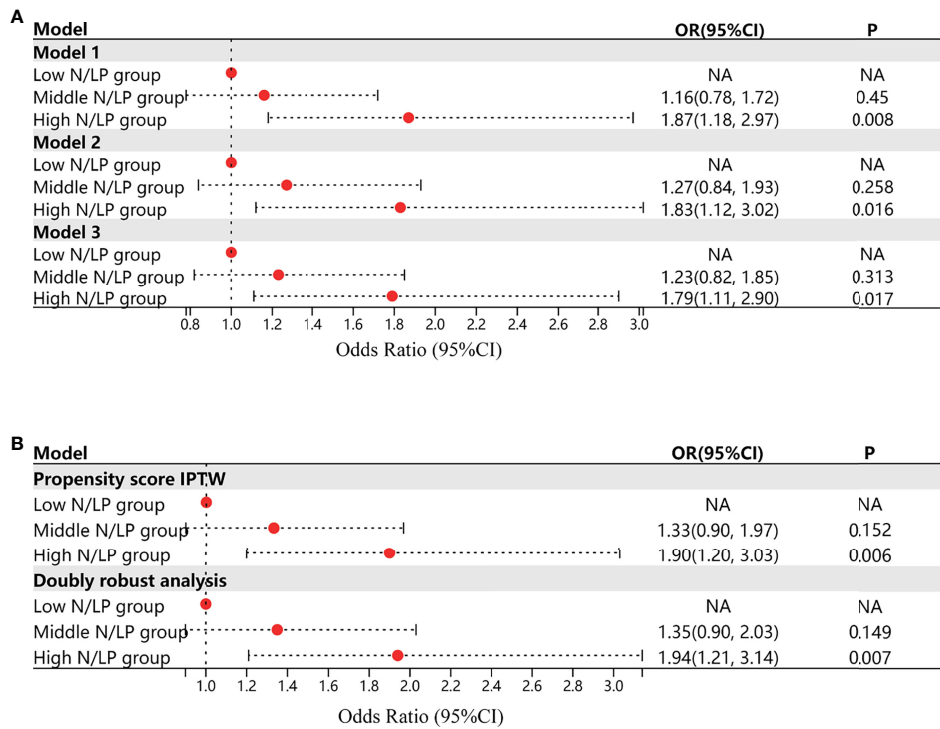 A
Model OR(95%CI) P
Model 1
Low N/LP group NA NA
Middle N/LP group 1.16(0.78, 1.72) 0.45
High N/LP group 1.87(1.18, 2.97) 0.008
Model 2
Low N/LP group NA NA
Middle N/LP group 1.27(0.84, 1.93) 0.258
High N/LP group 1.83(1.12, 3.02) 0.016
Model 3
Low N/LP group NA NA
Middle N/LP group 1.23(0.82, 1.85) 0.313
High N/LP group 1.79(1.11, 2.90) 0.017
0.8 1.0 1.2 1.4 1.6 1.8 2.0 2.2 2.4 2.6 2.8 3.0
Odds Ratio (95%CI)
B
Model OR(95%CI) P
Propensity score IPTW
Low N/LP group NA NA
Middle N/LP group 1.33(0.90, 1.97) 0.152
High N/LP group 1.90(1.20, 3.03) 0.006
Doubly robust analysis
Low N/LP group NA NA
Middle N/LP group 1.35(0.90, 2.03) 0.149
High N/LP group 1.94(1.21, 3.14) 0.007
1.0 1.2 1.4 1.6 1.8 2.0 2.2 2.4 2.6 2.8 3.0
Odds Ratio (95%CI)